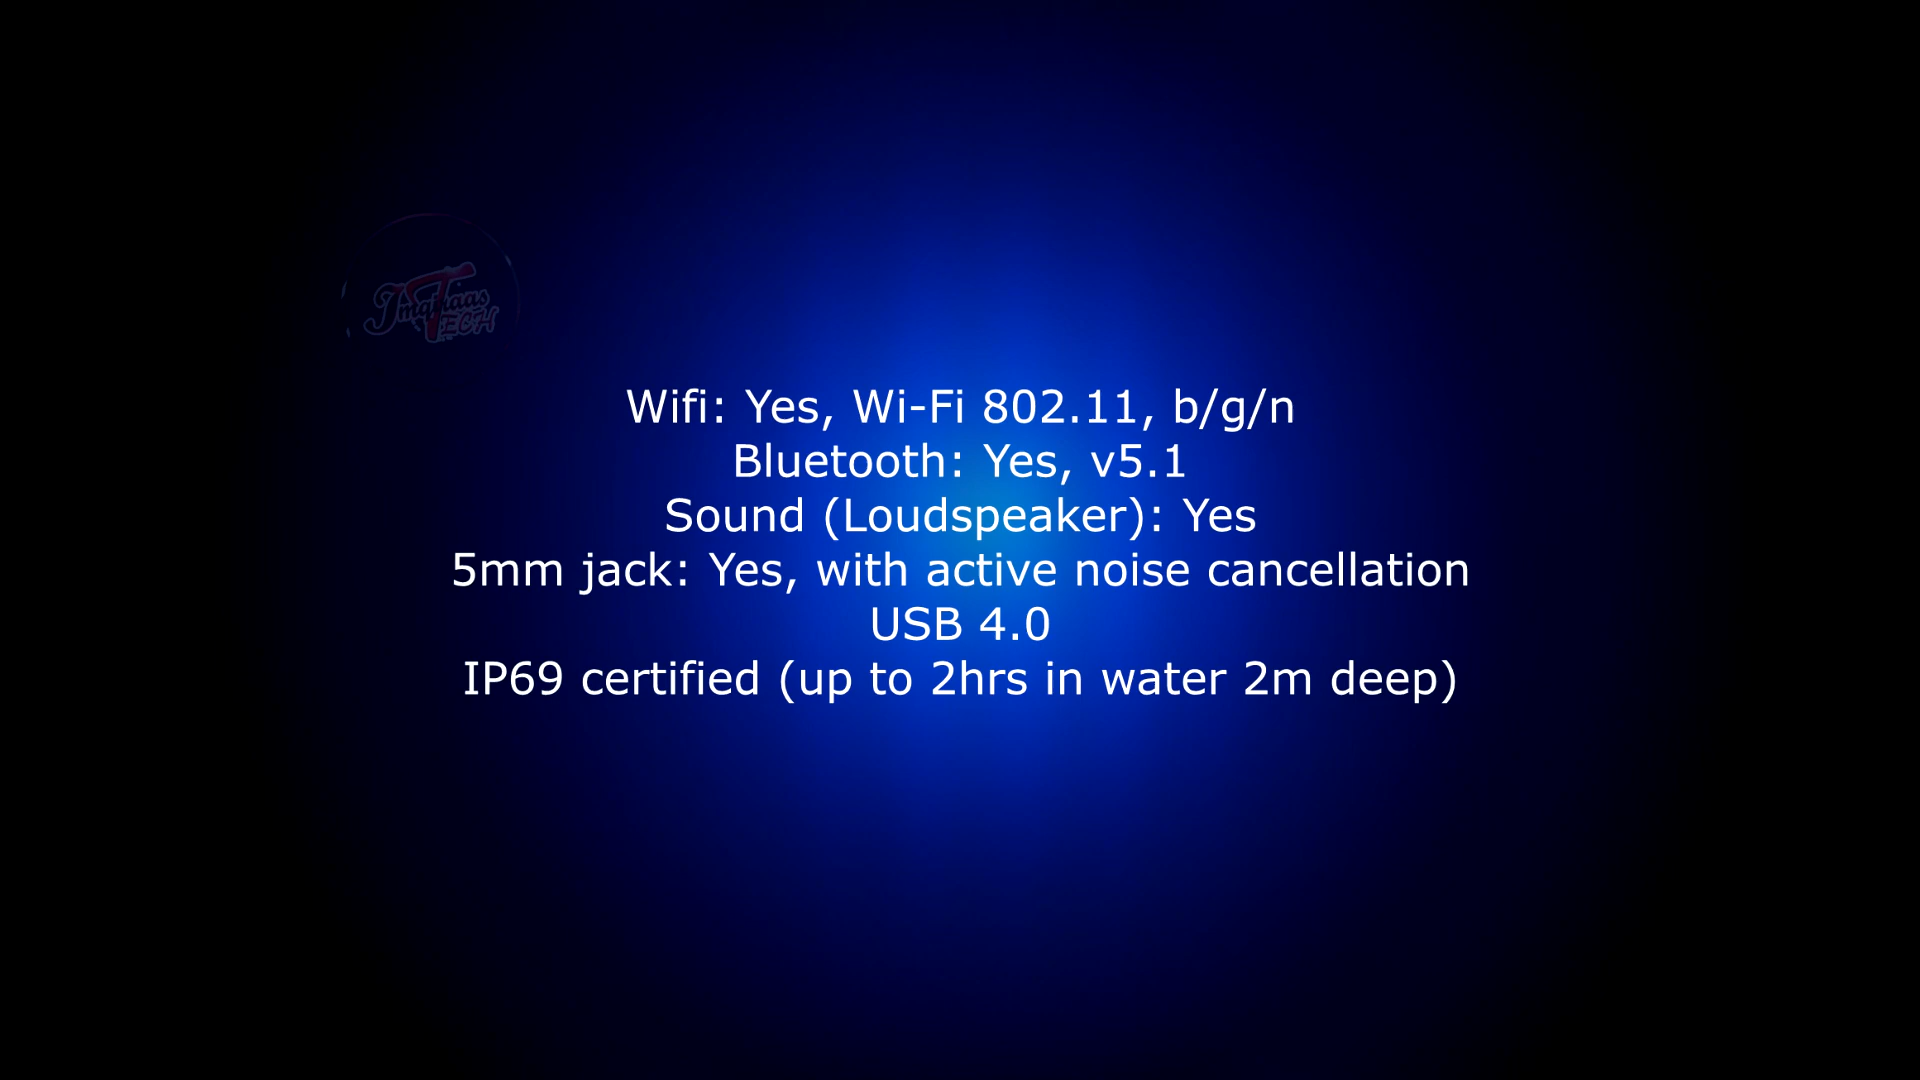 TECH
Wifi: Yes, Wi-Fi 802.11, b/g/n
Bluetooth: Yes, v5.1
Sound (Loudspeaker): Yes
5mm jack: Yes, with active noise cancellation
USB 4.0
IP69 certified (up to 2hrs in water 2m deep)